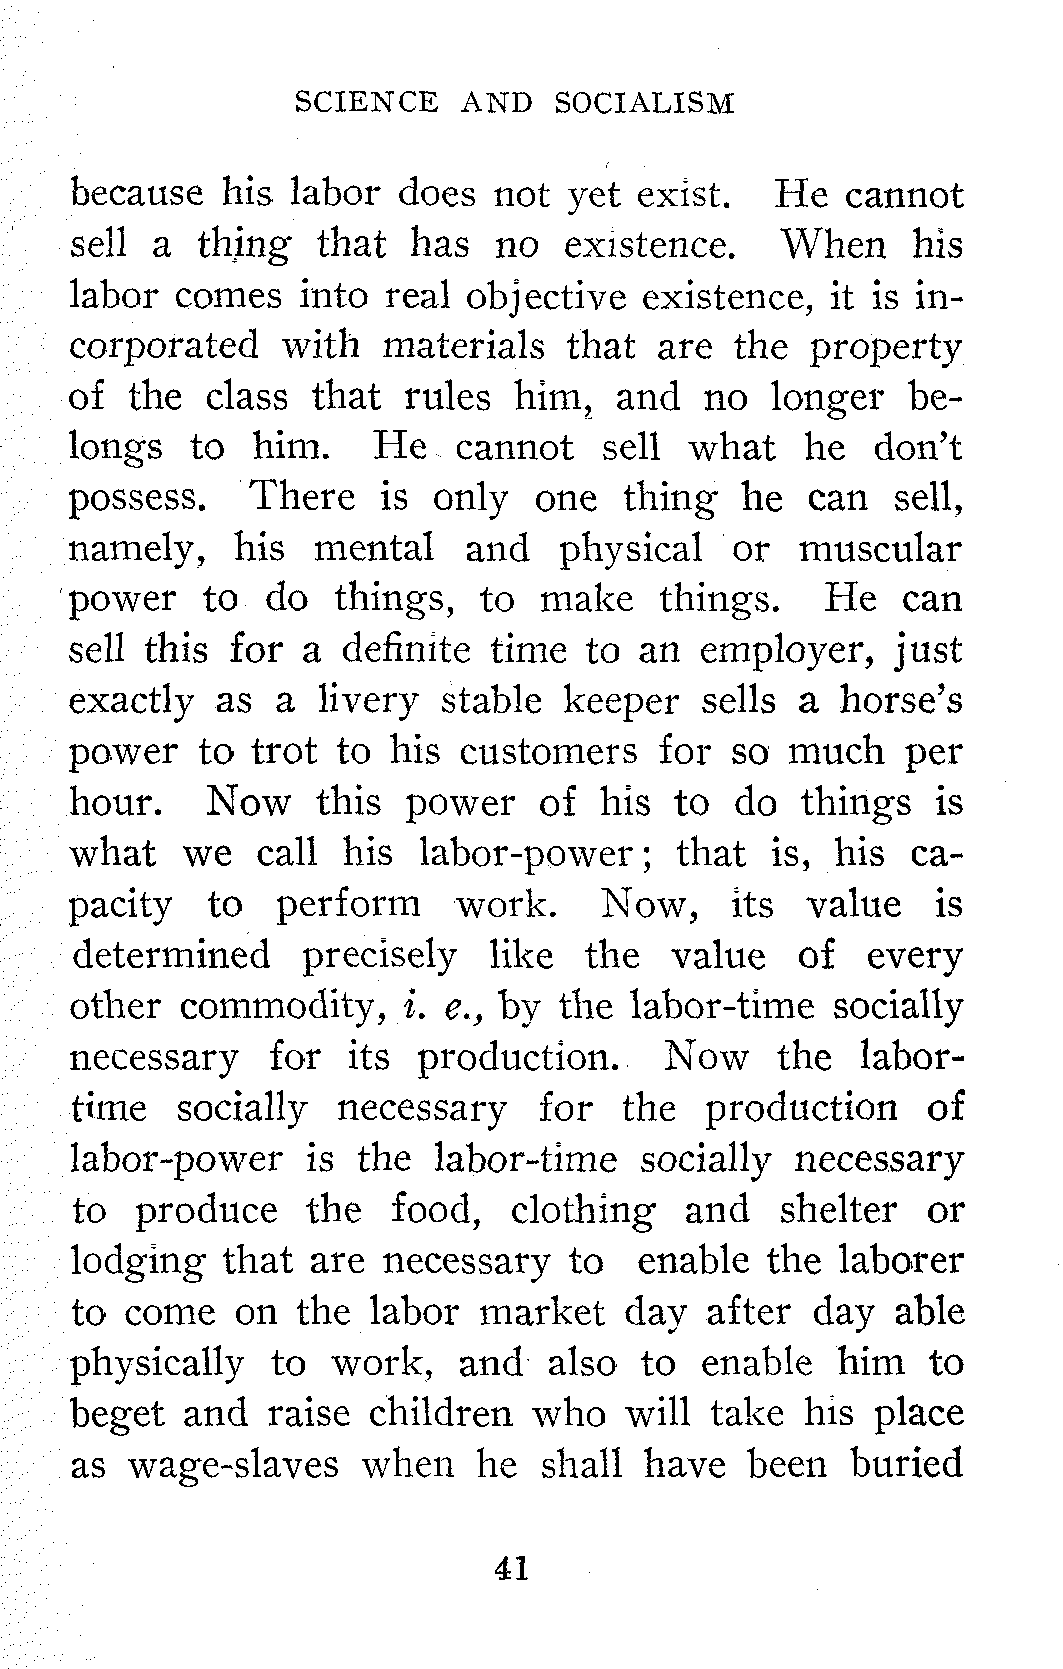 SCIENCE AND SOCIALISM
because his labor does not yet exist. He cannot
sell a thing that has no existence. When his
labor comes into real objective existence, it is in-
corporated with materials that are the property
of the class that rules him, and no longer be-
longs to him. He cannot sell what he don't
possess. There is only one thing he can sell,
namely, his mental and physical or muscular
power to do things, to make things. He can
sell this for a definite time to an employer, just
exactly as a livery stable keeper sells a horse's
power to trot to his customers for so much per
hour. Now this power of his to do things is
what we call his labor-power; that is, his ca-
pacity to perform work. Now, its value is
determined precisely like the value of every
other commodity, i. e., by the labor-time socially
necessary for its production. Now the labor-
time socially necessary for the production of
labor-power is the labor-time socially necessary
to produce the food, clothing and shelter or
lodging that are necessary to enable the laborer
to come on the labor market day after day able
physically to work, and also to enable him to
beget and raise children who will take his place
as wage-slaves when he shall have been buried
41